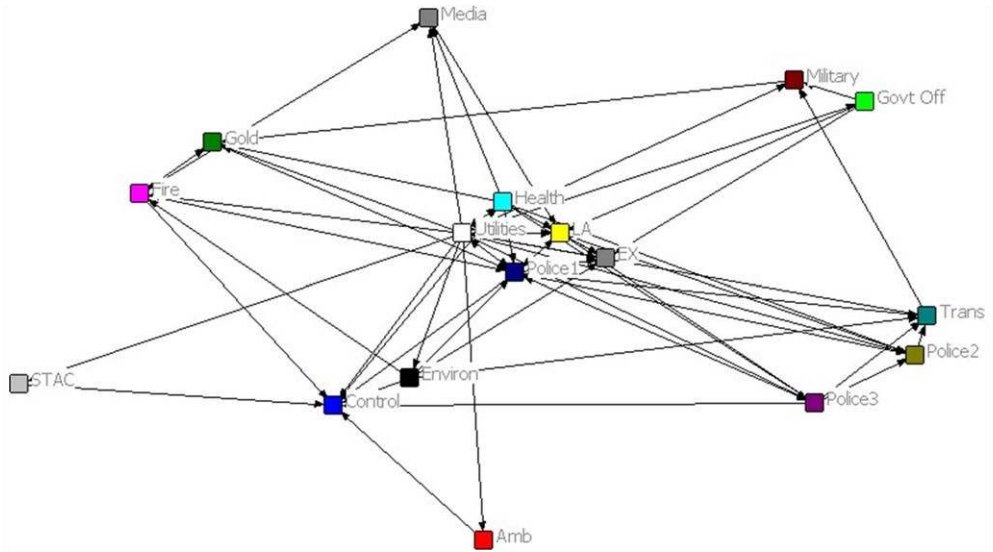 Media
Military
Govt Off
Gold
Fire
Health
Utilities
LA
EX
Police1
Trans
Police2
Environ
STAC
Control
Police3
Amb